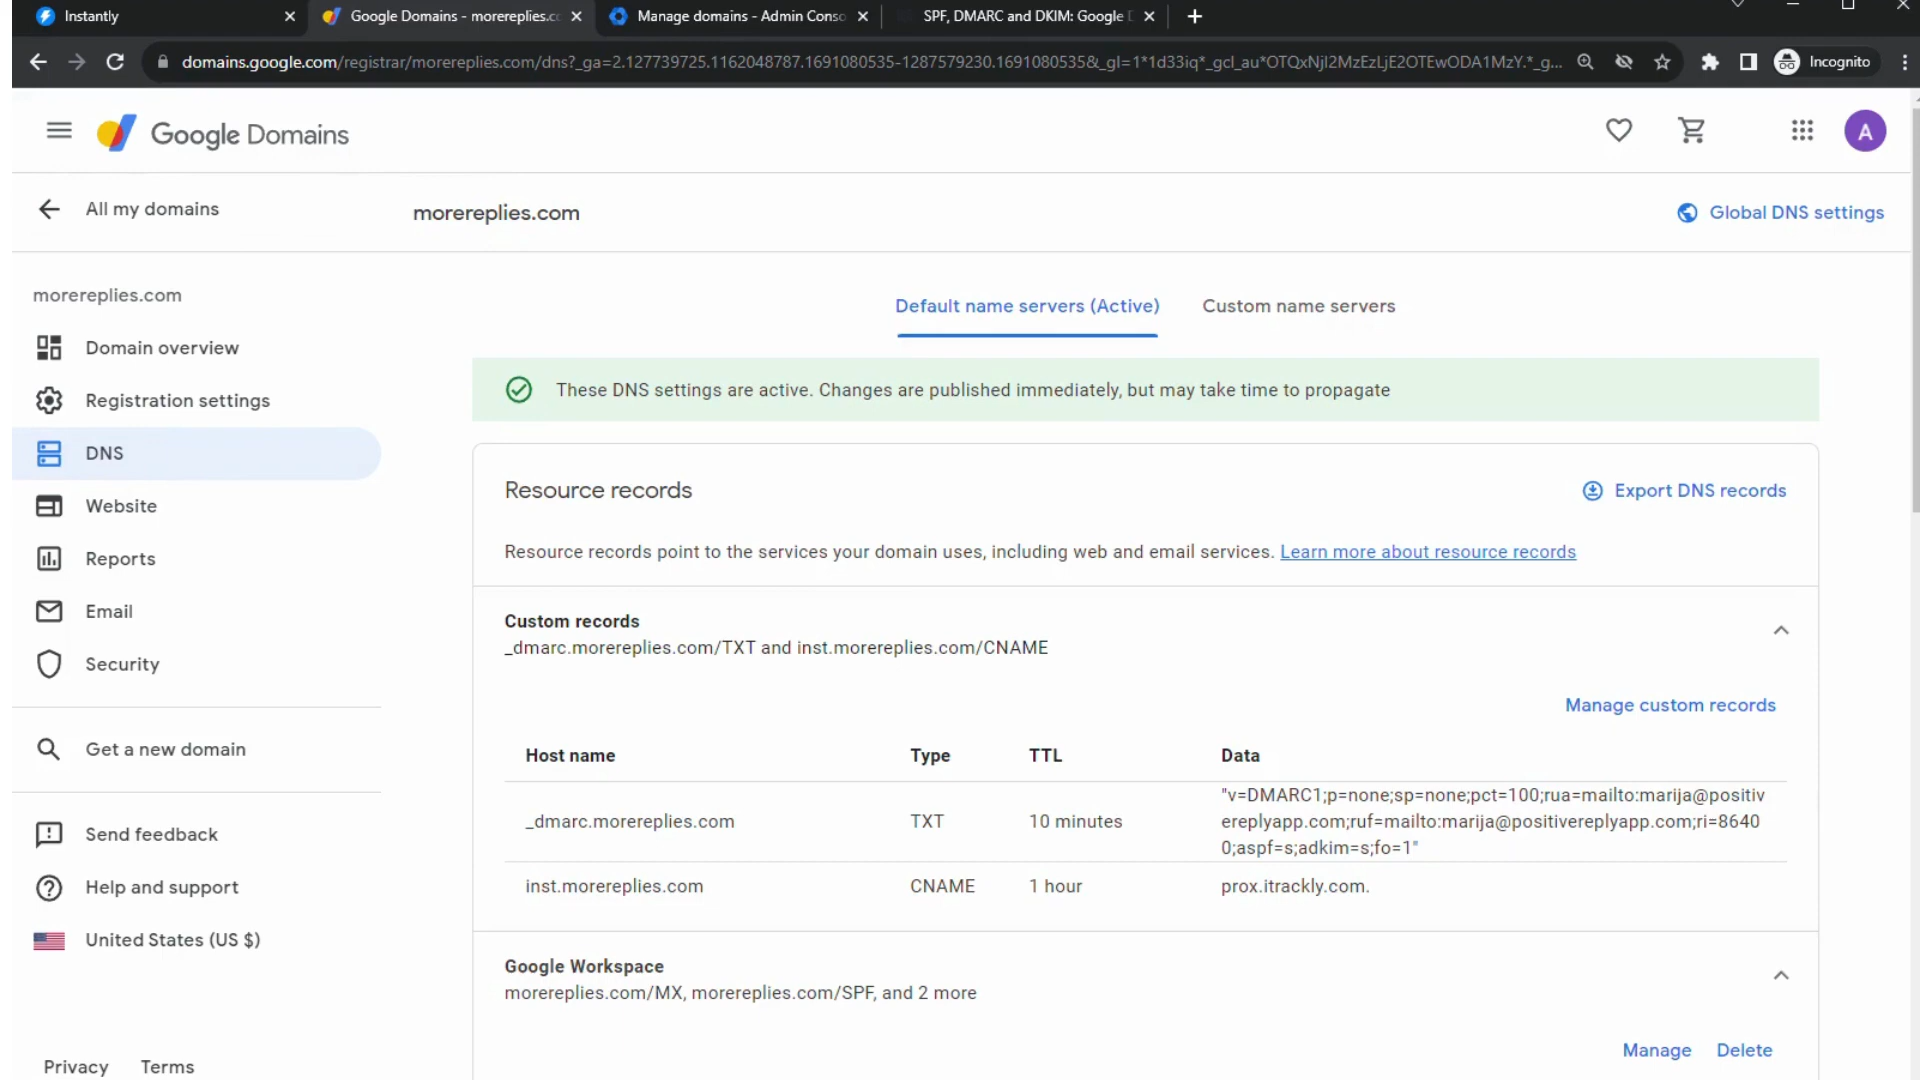 Instantly
Google Domains - morereplies.co
Manage domains - Admin Conso
SPF, DMARC and DKIM: Google D
domains.google.com/registrar/morereplies.com/dns?_ga=2.127739725.1162048787.1691080535-1287579230.1691080535&_gl=1*1d33iq*_gcl_au*OTQxNjI2MzEzLjE2OTEwODA1MzY.*_g...
Incognito
Google Domains
A
All my domains
morereplies.com
Global DNS settings
morereplies.com
Domain overview
Registration settings
DNS
Website
Reports
Email
Security
Get a new domain
Send feedback
Help and support
United States (US $)
Privacy
Terms
Default name servers (Active)
Custom name servers
These DNS settings are active. Changes are published immediately, but may take time to propagate
Resource records
Export DNS records
Resource records point to the services your domain uses, including web and email services. Learn more about resource records
Custom records
_dmarc.morereplies.com/TXT and inst.morereplies.com/CNAME
Manage custom records
Host name Type TTL Data
_dmarc.morereplies.com TXT 10 minutes
"v=DMARC1;p=none;sp=none;pct=100;rua=mailto:marija@positiv
ereplyapp.com;ruf=mailto:marija@positivereplyapp.com;ri=8640
0;aspf=s;adkim=s;fo=1"
inst.morereplies.com CNAME 1 hour prox.itrackly.com.
Google Workspace
morereplies.com/MX, morereplies.com/SPF, and 2 more
Manage
Delete